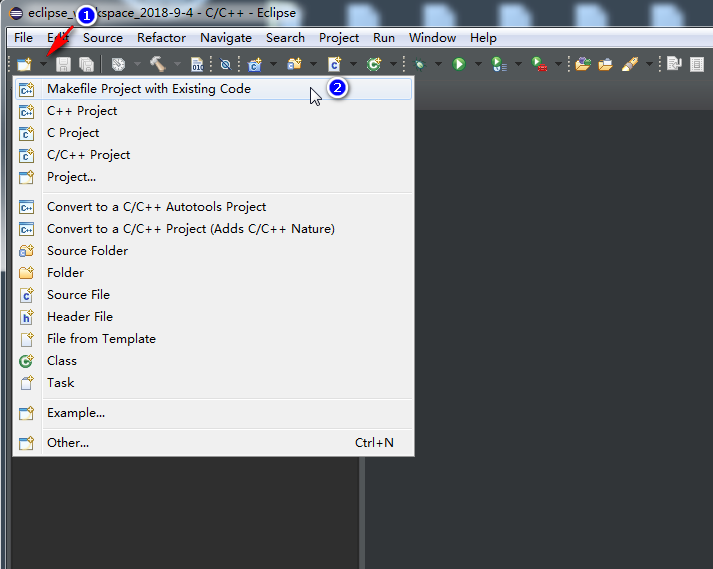 eclipse_ kspace_2018-9-4 - C/C++ - Eclipse
1
File Edit Source Refactor Navigate Search Project Run Window Help
010
Makefile Project with Existing Code
2
C++ Project
C Project
C/C++ Project
Project...
Convert to a C/C++ Autotools Project
Convert to a C/C++ Project (Adds C/C++ Nature)
Source Folder
Folder
Source File
Header File
File from Template
Class
Task
Example...
Other... Ctrl+N